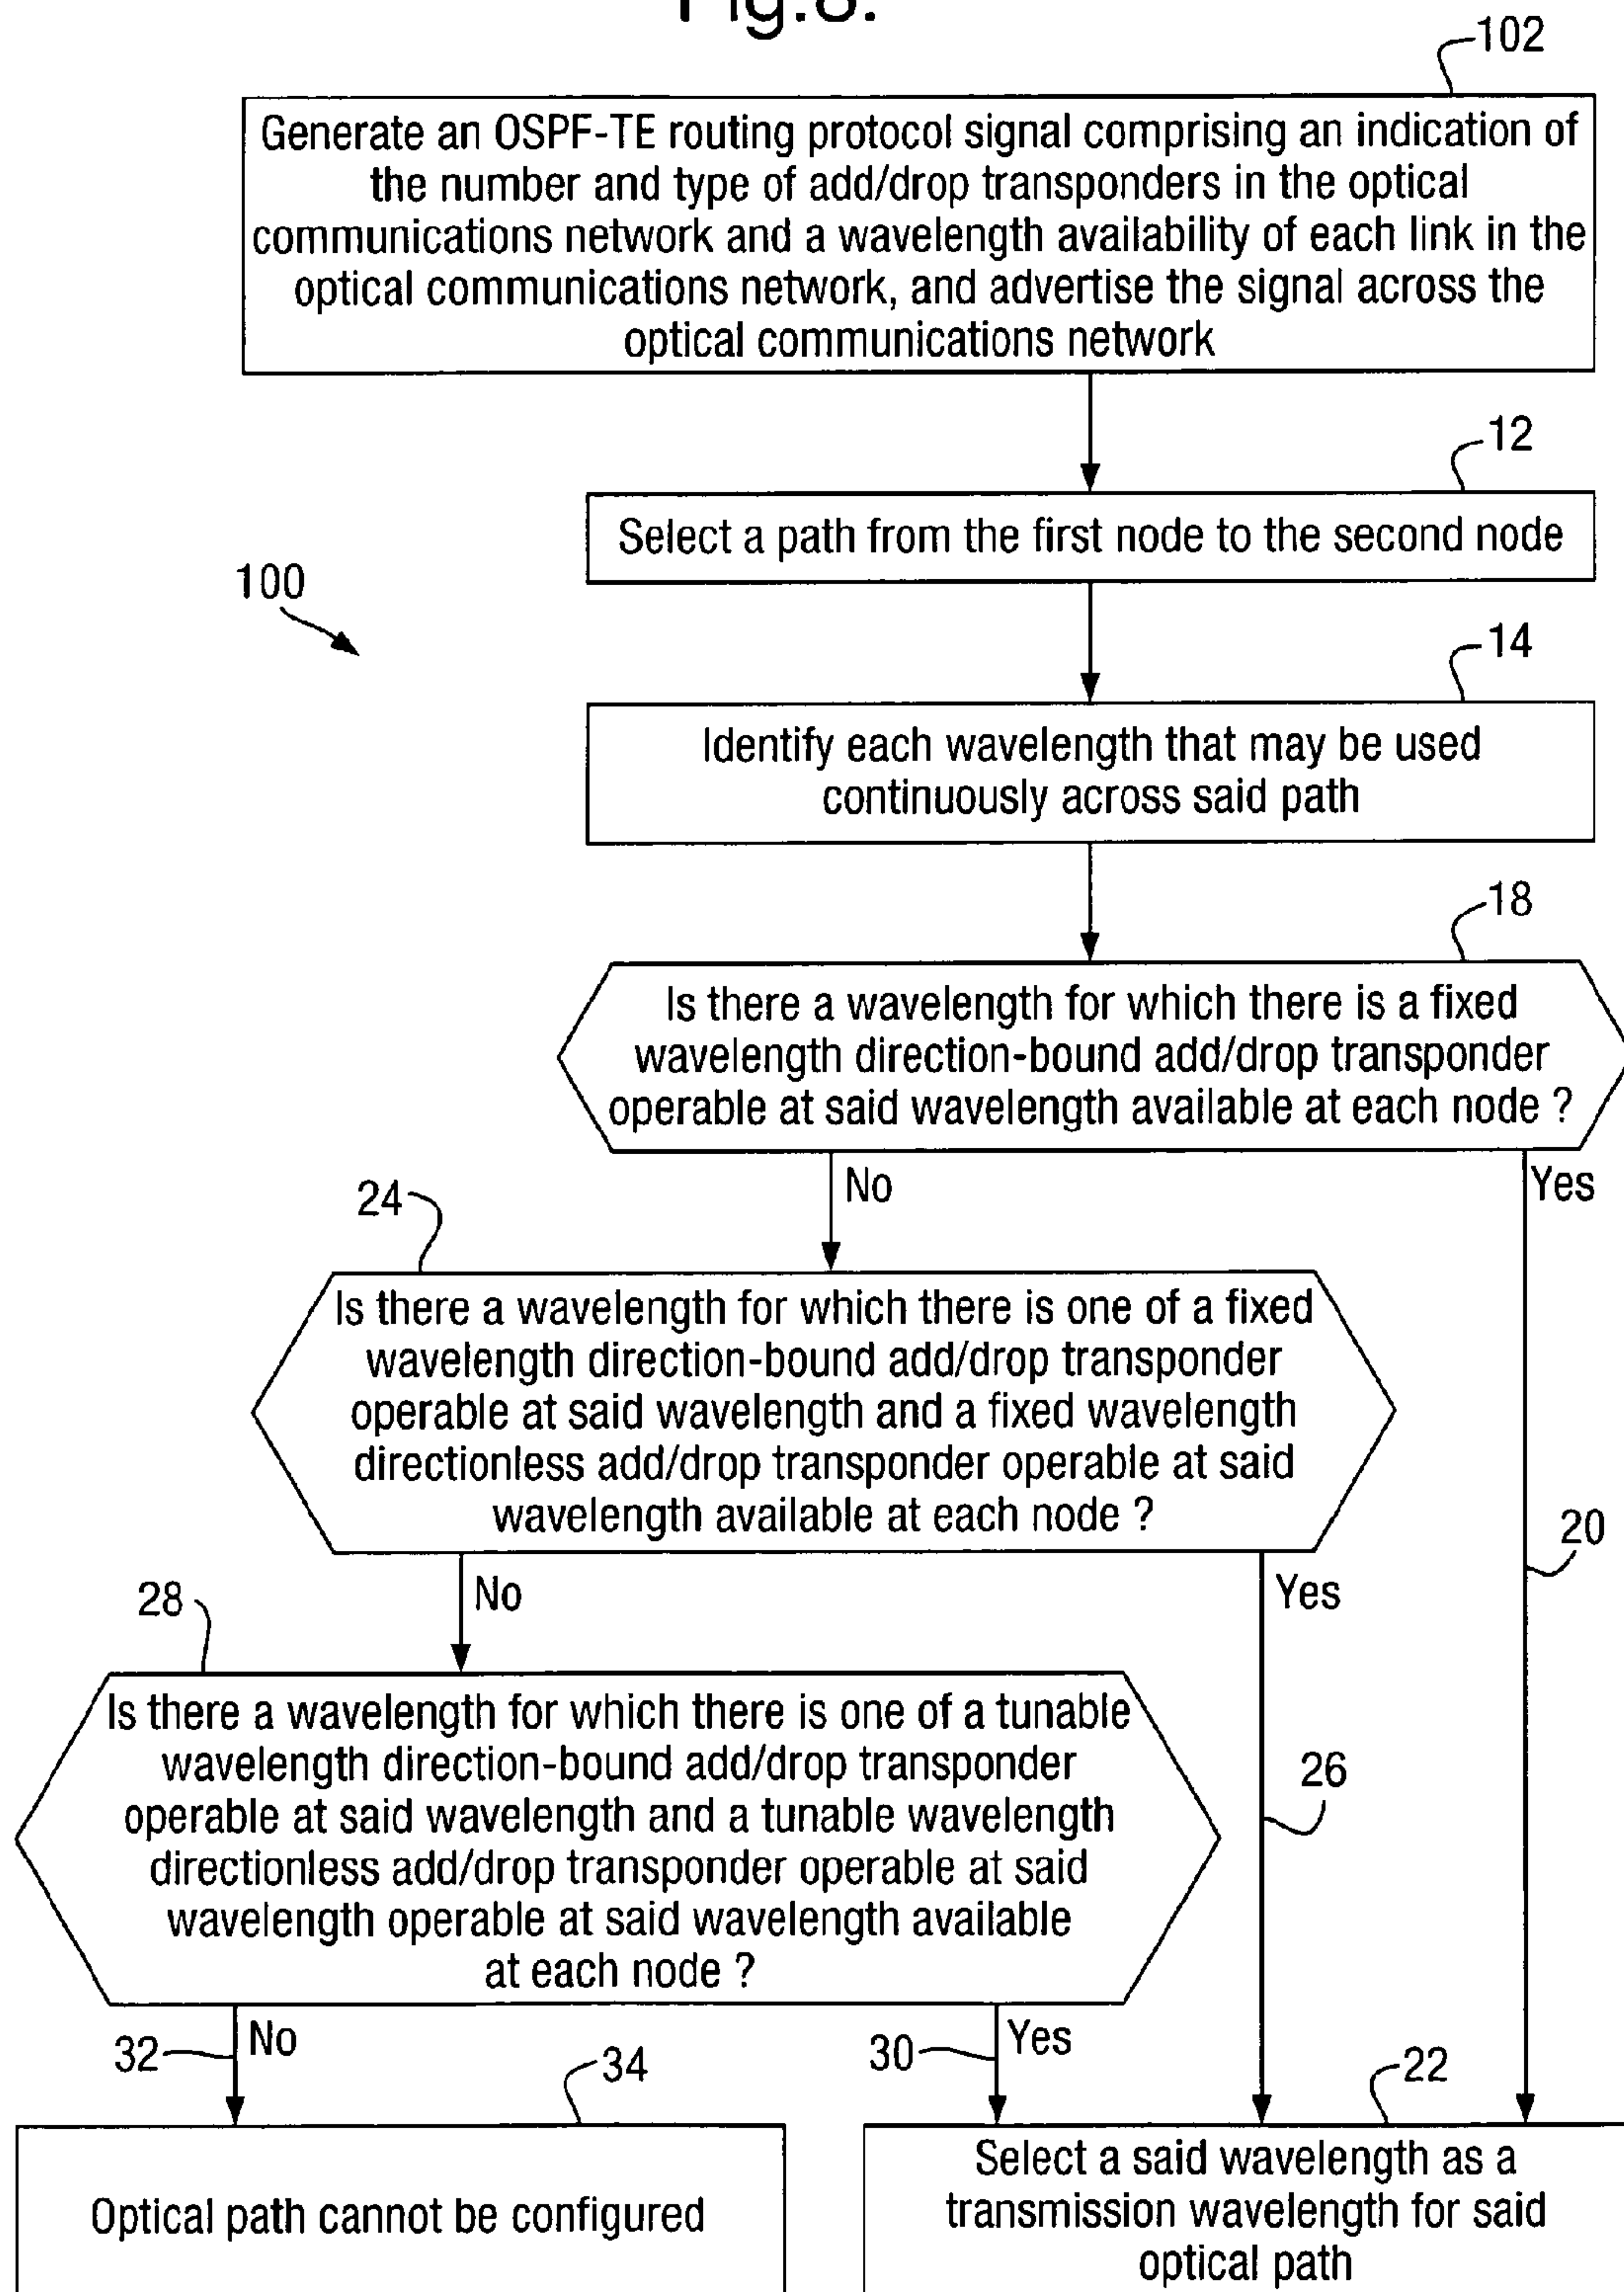 Fig.8.
102
Generate an OSPF-TE routing protocol signal comprising an indication of
the number and type of add/drop transponders in the optical
communications network and a wavelength availability of each link in the
optical communications network, and advertise the signal across the
optical communications network
12
Select a path from the first node to the second node
100
14
Identify each wavelength that may be used
continuously across said path
18
Is there a wavelength for which there is a fixed
wavelength direction-bound add/drop transponder
operable at said wavelength available at each node ?
No
Yes
24
Is there a wavelength for which there is one of a fixed
wavelength direction-bound add/drop transponder
operable at said wavelength and a fixed wavelength
directionless add/drop transponder operable at said
wavelength available at each node ?
20
No
Yes
28
Is there a wavelength for which there is one of a tunable
wavelength direction-bound add/drop transponder
operable at said wavelength and a tunable wavelength
directionless add/drop transponder operable at said
wavelength operable at said wavelength available
at each node ?
26
32
No
30
Yes
34
22
Optical path cannot be configured
Select a said wavelength as a
transmission wavelength for said
optical path